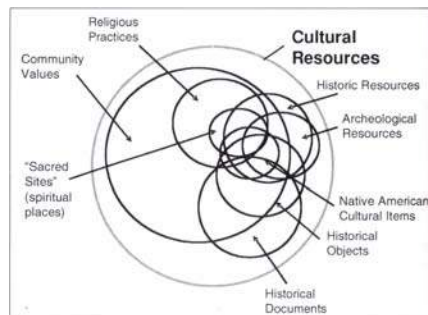 Religious
Practices
Cultural
Resources
Community
Values
Historic Resources
Archeological
Resources
"Sacred
Sites"
(spiritual
places)
Native American
Cultural Items
Historical
Objects
Historical
Documents